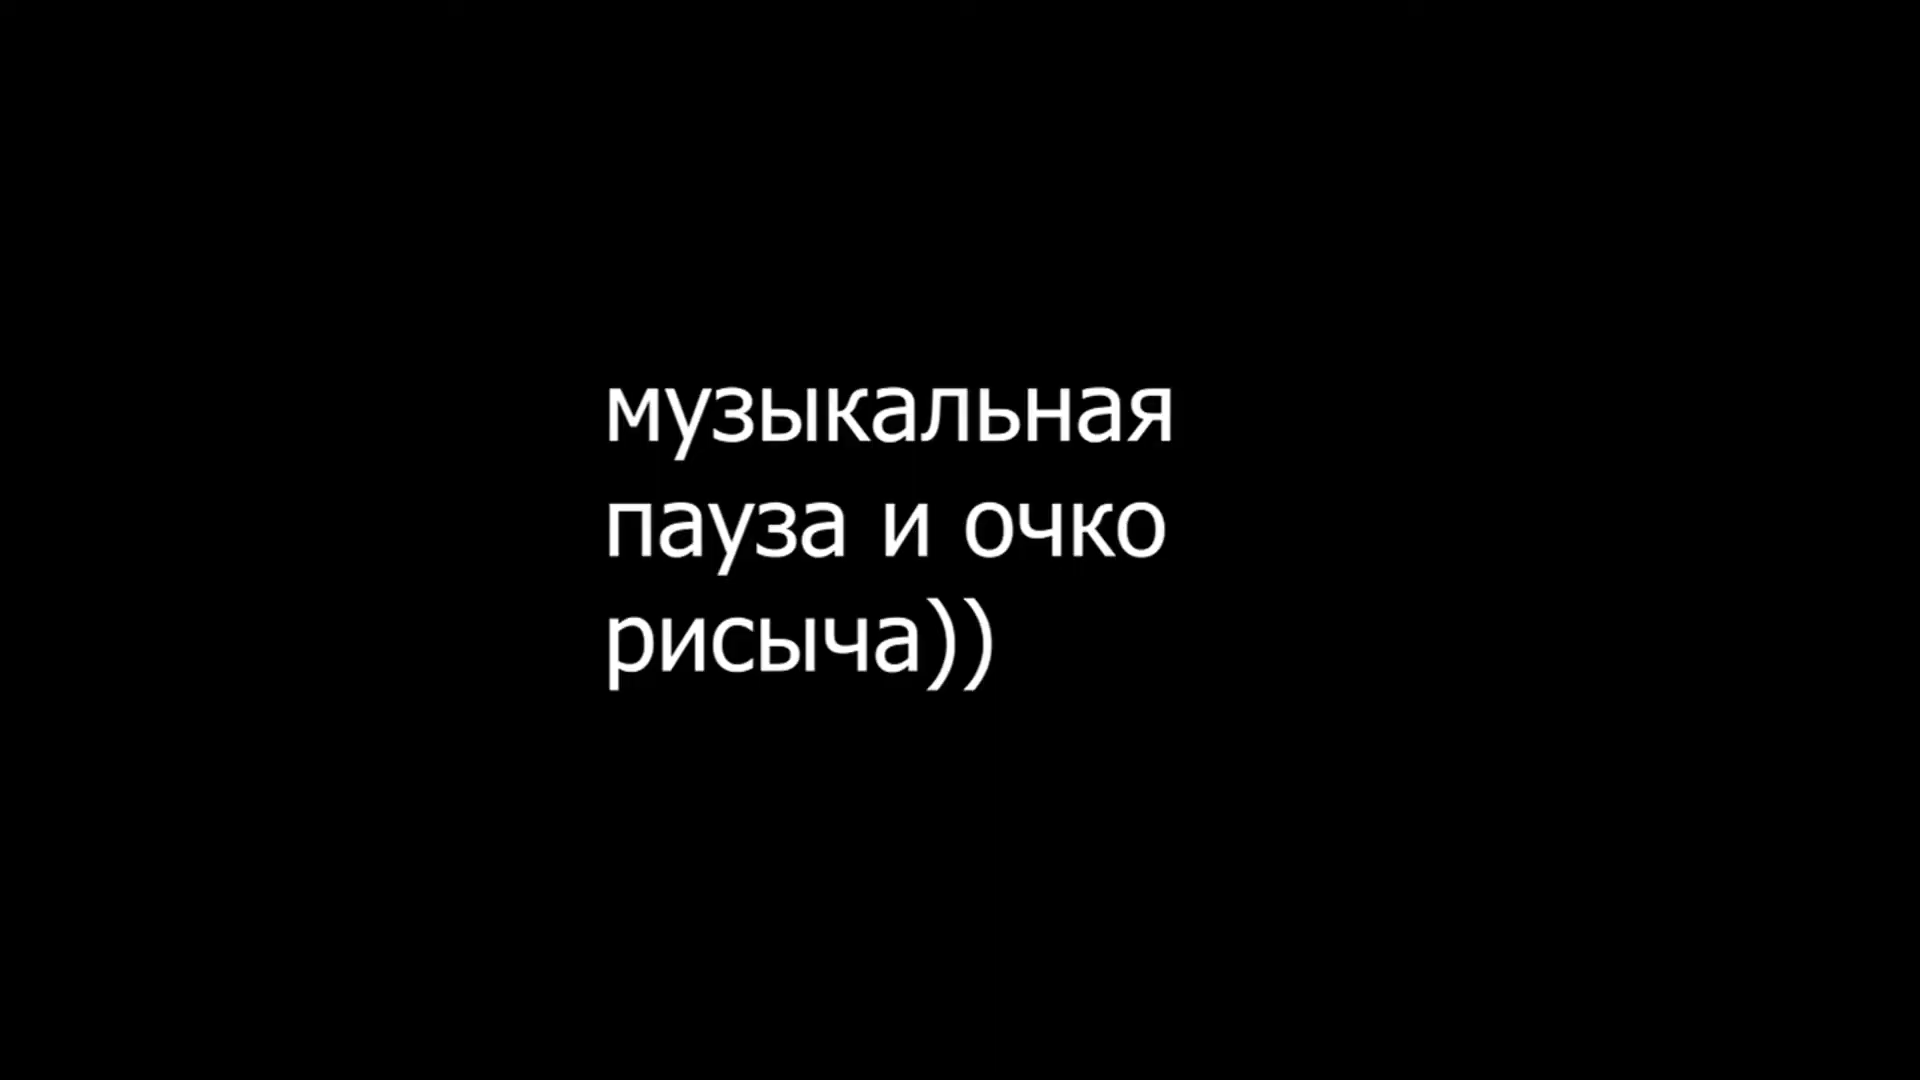 музыкальная
пауза и очко
рисыча))